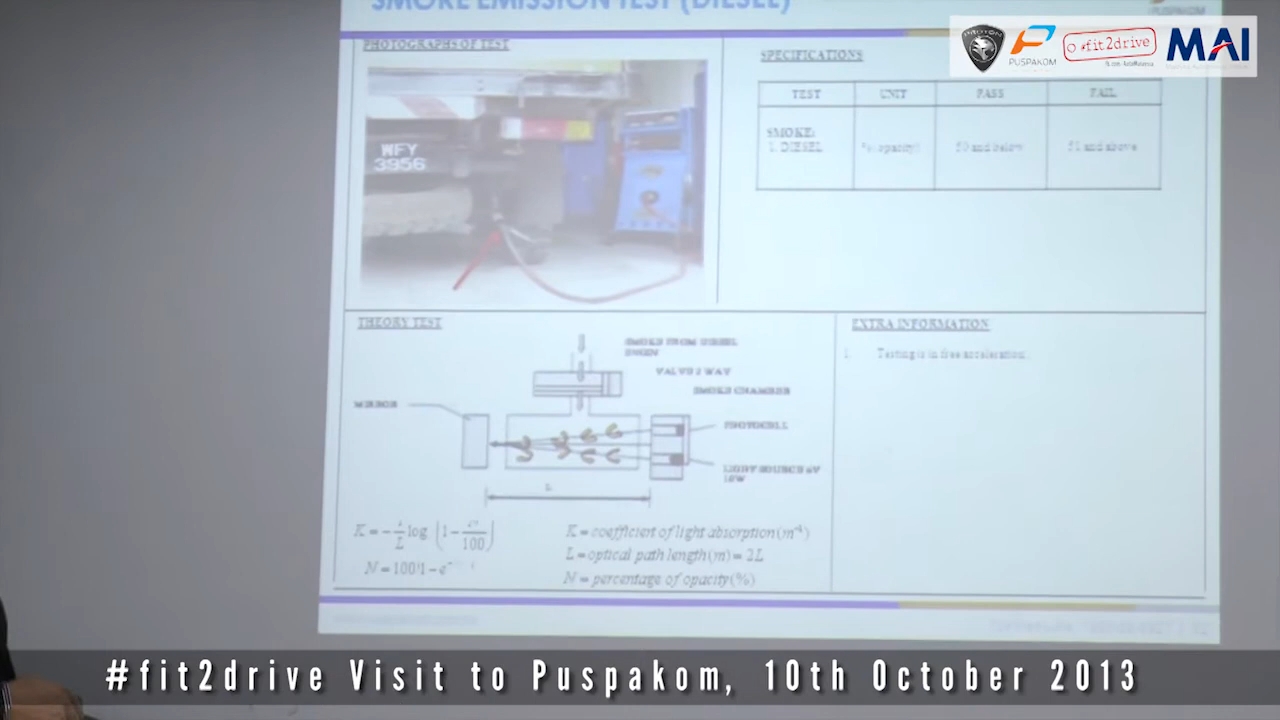 SMOKE EMISSION TEST (DIESEL)
PUSPAKOM
PROTON
PUSPAKOM
#fit2drive
MAI
PHOTOGRAPHS OF TEST
SPECIFICATIONS
TEST UNIT PASS FAIL
SMOKE:
1. DIESEL % (opacity) 50 and below 51 and above
WFY
3956
THEORY TEST
EXTRA INFORMATION
1. Testing is in free acceleration.
SMOKE FROM DIESEL
VALVE 2 WAY
SMOKE CHAMBER
MIRROR
PHOTOCELL
LIGHT SOURCE 6V
L
K = coefficient of light absorption (m⁻¹)
L = optical path length (m) = 2L
N = percentage of opacity (%)
#fit2drive Visit to Puspakom, 10th October 2013